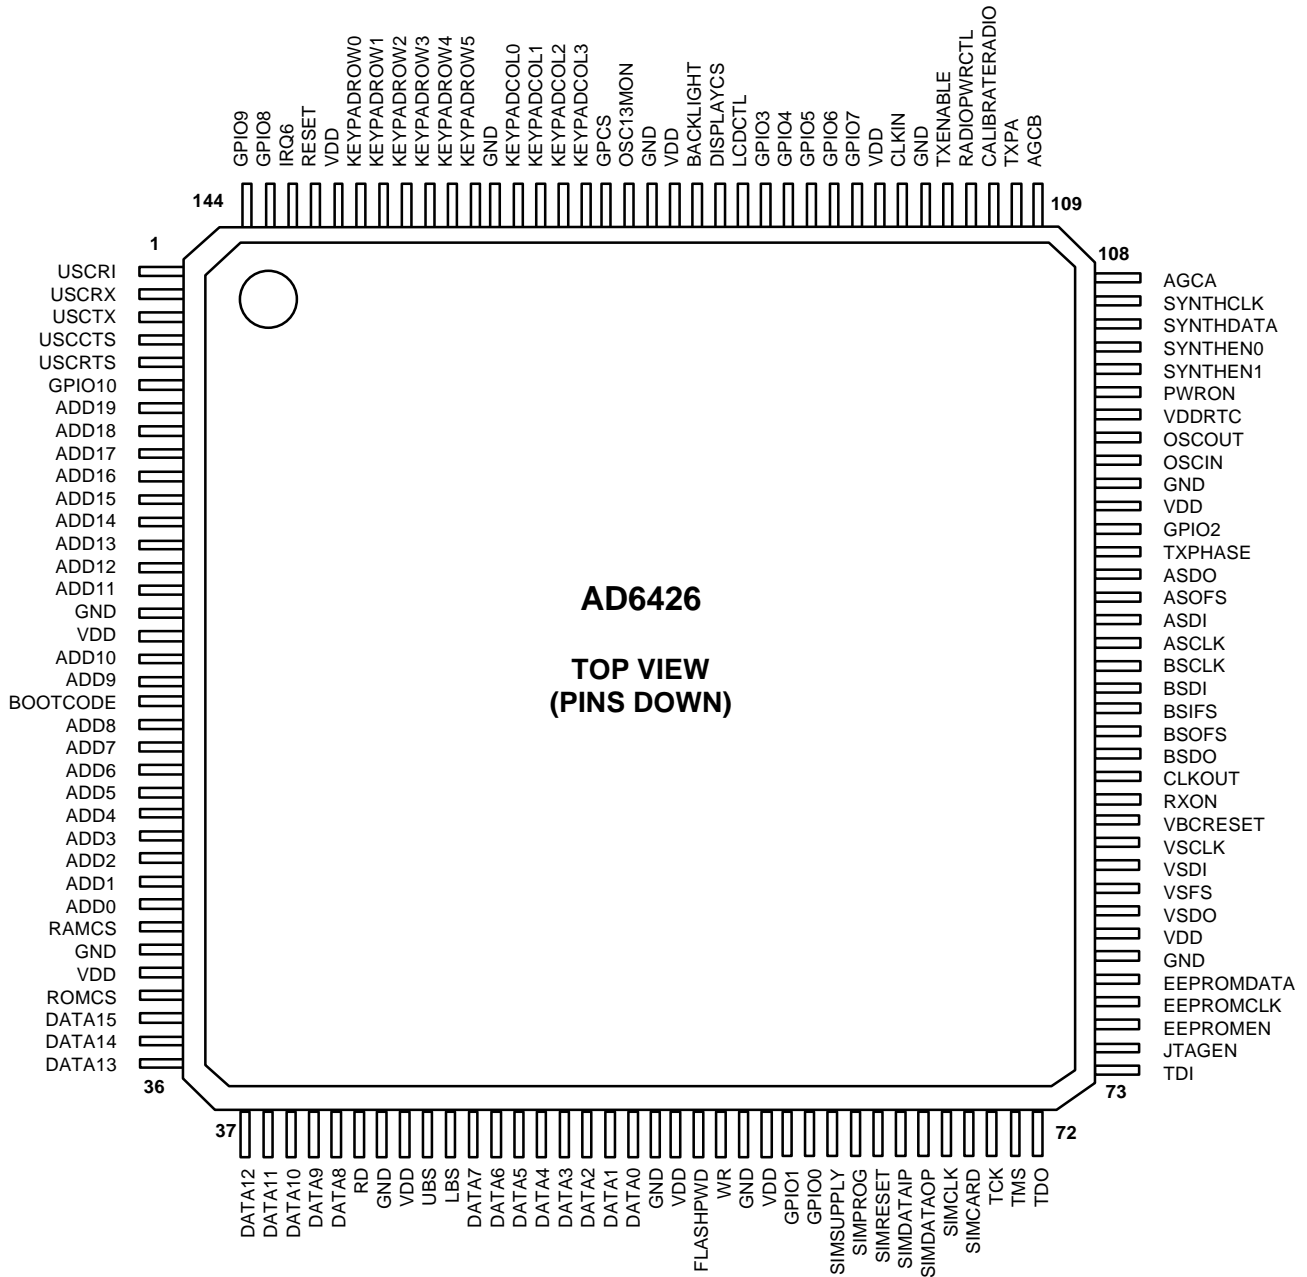 GPIO9
GPIO8
IRQ6
RESET
VDD
KEYPADROW0
KEYPADROW1
KEYPADROW2
KEYPADROW3
KEYPADROW4
KEYPADROW5
GND
KEYPADCOL0
KEYPADCOL1
KEYPADCOL2
KEYPADCOL3
GPCS
OSC13MON
GND
VDD
BACKLIGHT
DISPLAYCS
LCDCTL
GPIO3
GPIO4
GPIO5
GPIO6
GPIO7
VDD
CLKIN
GND
TXENABLE
RADIOPWRCTL
CALIBRATERADIO
TXPA
AGCB
144
109
1
USCRI
USCRX
USCTX
USCCTS
USCRTS
GPIO10
ADD19
ADD18
ADD17
ADD16
ADD15
ADD14
ADD13
ADD12
ADD11
GND
VDD
ADD10
ADD9
BOOTCODE
ADD8
ADD7
ADD6
ADD5
ADD4
ADD3
ADD2
ADD1
ADD0
RAMCS
GND
VDD
ROMCS
DATA15
DATA14
DATA13
36
AD6426
TOP VIEW
(PINS DOWN)
108
AGCA
SYNTHCLK
SYNTHDATA
SYNTHEN0
SYNTHEN1
PWRON
VDDRTC
OSCOUT
OSCIN
GND
VDD
GPIO2
TXPHASE
ASDO
ASOFS
ASDI
ASCLK
BSCLK
BSDI
BSIFS
BSOFS
BSDO
CLKOUT
RXON
VBCRESET
VSCLK
VSDI
VSFS
VSDO
VDD
GND
EEPROMDATA
EEPROMCLK
EEPROMEN
JTAGEN
TDI
73
37
72
DATA12
DATA11
DATA10
DATA9
DATA8
RD
GND
VDD
UBS
LBS
DATA7
DATA6
DATA5
DATA4
DATA3
DATA2
DATA1
DATA0
GND
VDD
FLASHPWD
WR
GND
VDD
GPIO1
GPIO0
SIMSUPPLY
SIMPROG
SIMRESET
SIMDATAIP
SIMDATAOP
SIMCLK
SIMCARD
TCK
TMS
TDO